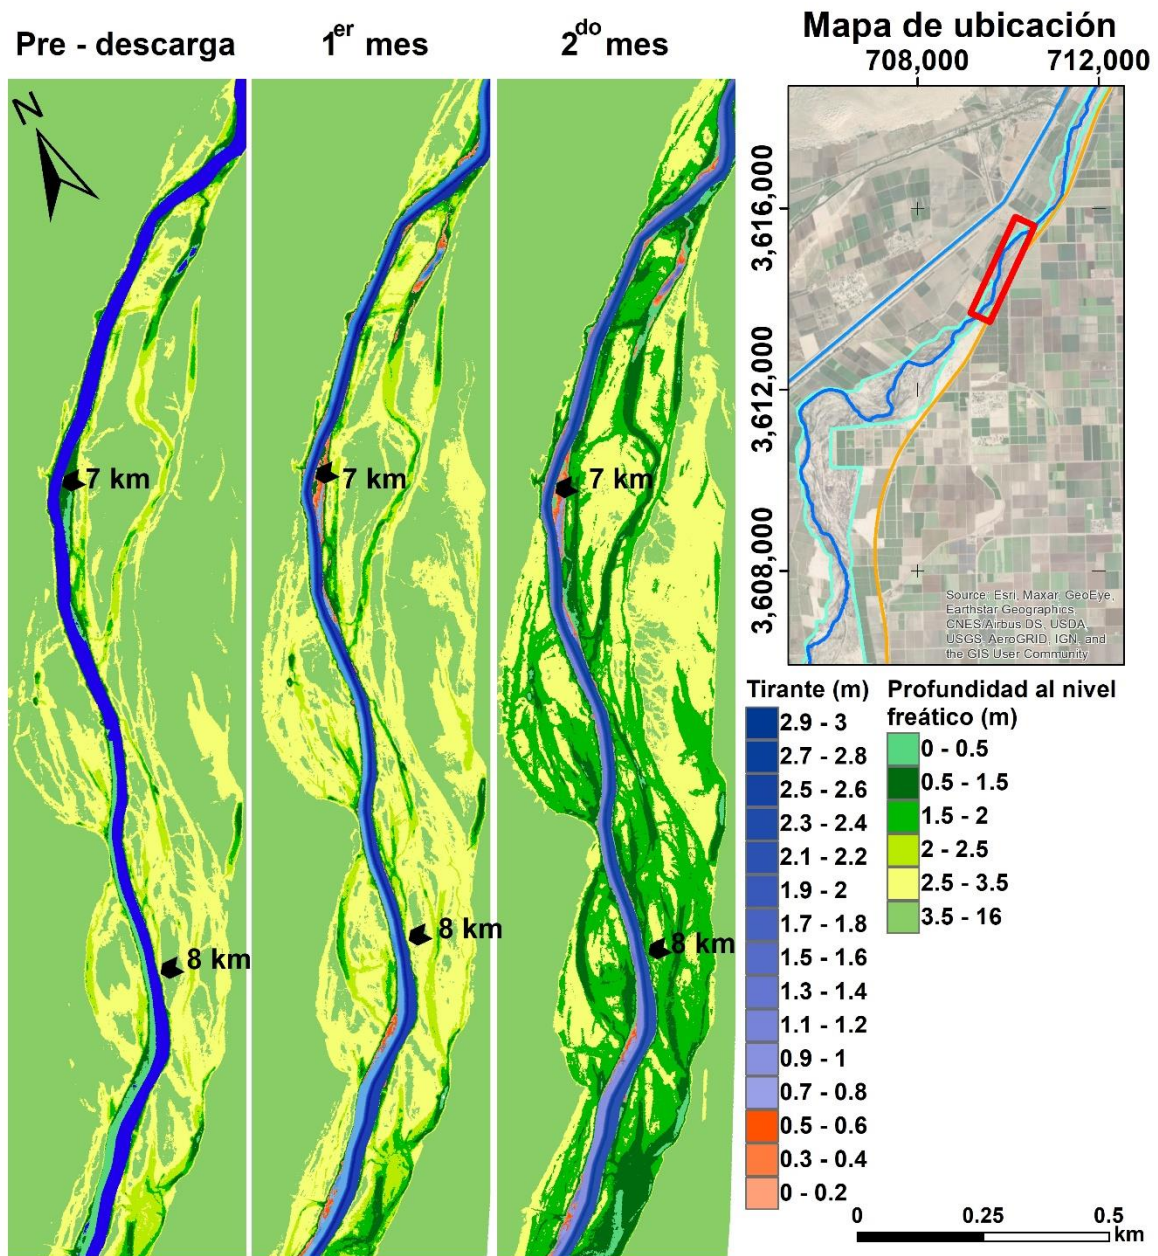 Pre - descarga
1er mes
2do mes
Mapa de ubicación
708,000
712,000
N
3,616,000
3,612,000
3,608,000
Source: Esri, Maxar, GeoEye,
Earthstar Geographics,
CNES/Airbus DS, USDA,
USGS, AeroGRID, IGN, and
the GIS User Community
7 km
7 km
7 km
8 km
8 km
8 km
Tirante (m)
2.9 - 3
2.7 - 2.8
2.5 - 2.6
2.3 - 2.4
2.1 - 2.2
1.9 - 2
1.7 - 1.8
1.5 - 1.6
1.3 - 1.4
1.1 - 1.2
0.9 - 1
0.7 - 0.8
0.5 - 0.6
0.3 - 0.4
0 - 0.2
Profundidad al nivel
freático (m)
0 - 0.5
0.5 - 1.5
1.5 - 2
2 - 2.5
2.5 - 3.5
3.5 - 16
0
0.25
0.5
km